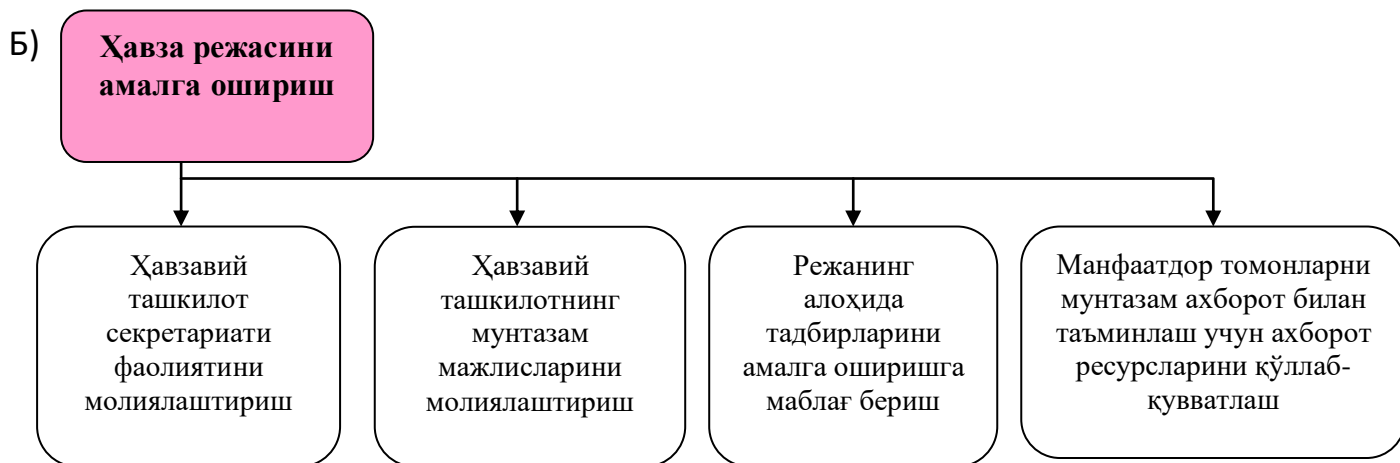 Б)
Ҳавза режасини
амалга ошириш
Ҳавзавий
ташкилот
секретариати
фаолиятини
молиялаштириш
Ҳавзавий
ташкилотнинг
мунтазам
мажлисларини
молиялаштириш
Режанинг
алоҳида
тадбирларини
амалга оширишга
маблағ бериш
Манфаатдор томонларни
мунтазам ахборот билан
таъминлаш учун ахборот
ресурсларини қўллаб-
қувватлаш